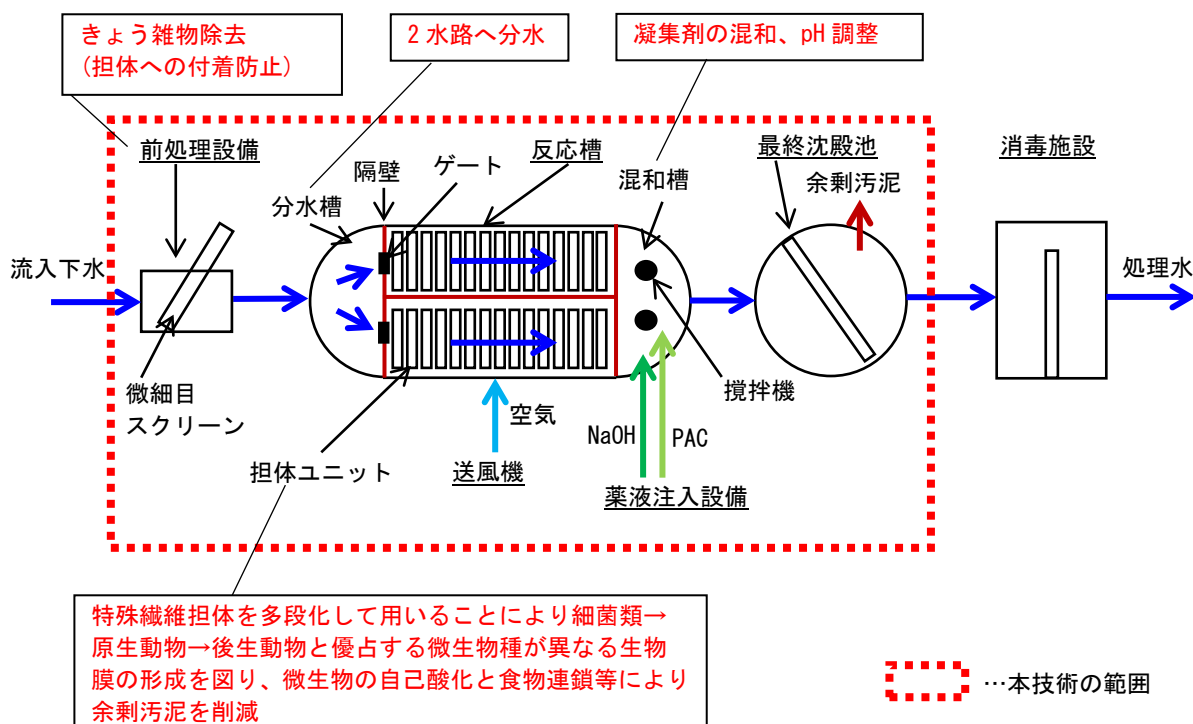 きょう雑物除去
(担体への付着防止)
2水路へ分水
凝集剤の混和、pH調整
前処理設備
分水槽
隔壁
ゲート
反応槽
混和槽
最終沈殿池
余剰汚泥
消毒施設
流入下水
処理水
微細目
スクリーン
担体ユニット
空気
送風機
NaOH
PAC
撹拌機
薬液注入設備
特殊繊維担体を多段化して用いることにより細菌類→
原生動物→後生動物と優占する微生物種が異なる生物
膜の形成を図り、微生物の自己酸化と食物連鎖等により
余剰汚泥を削減
…本技術の範囲